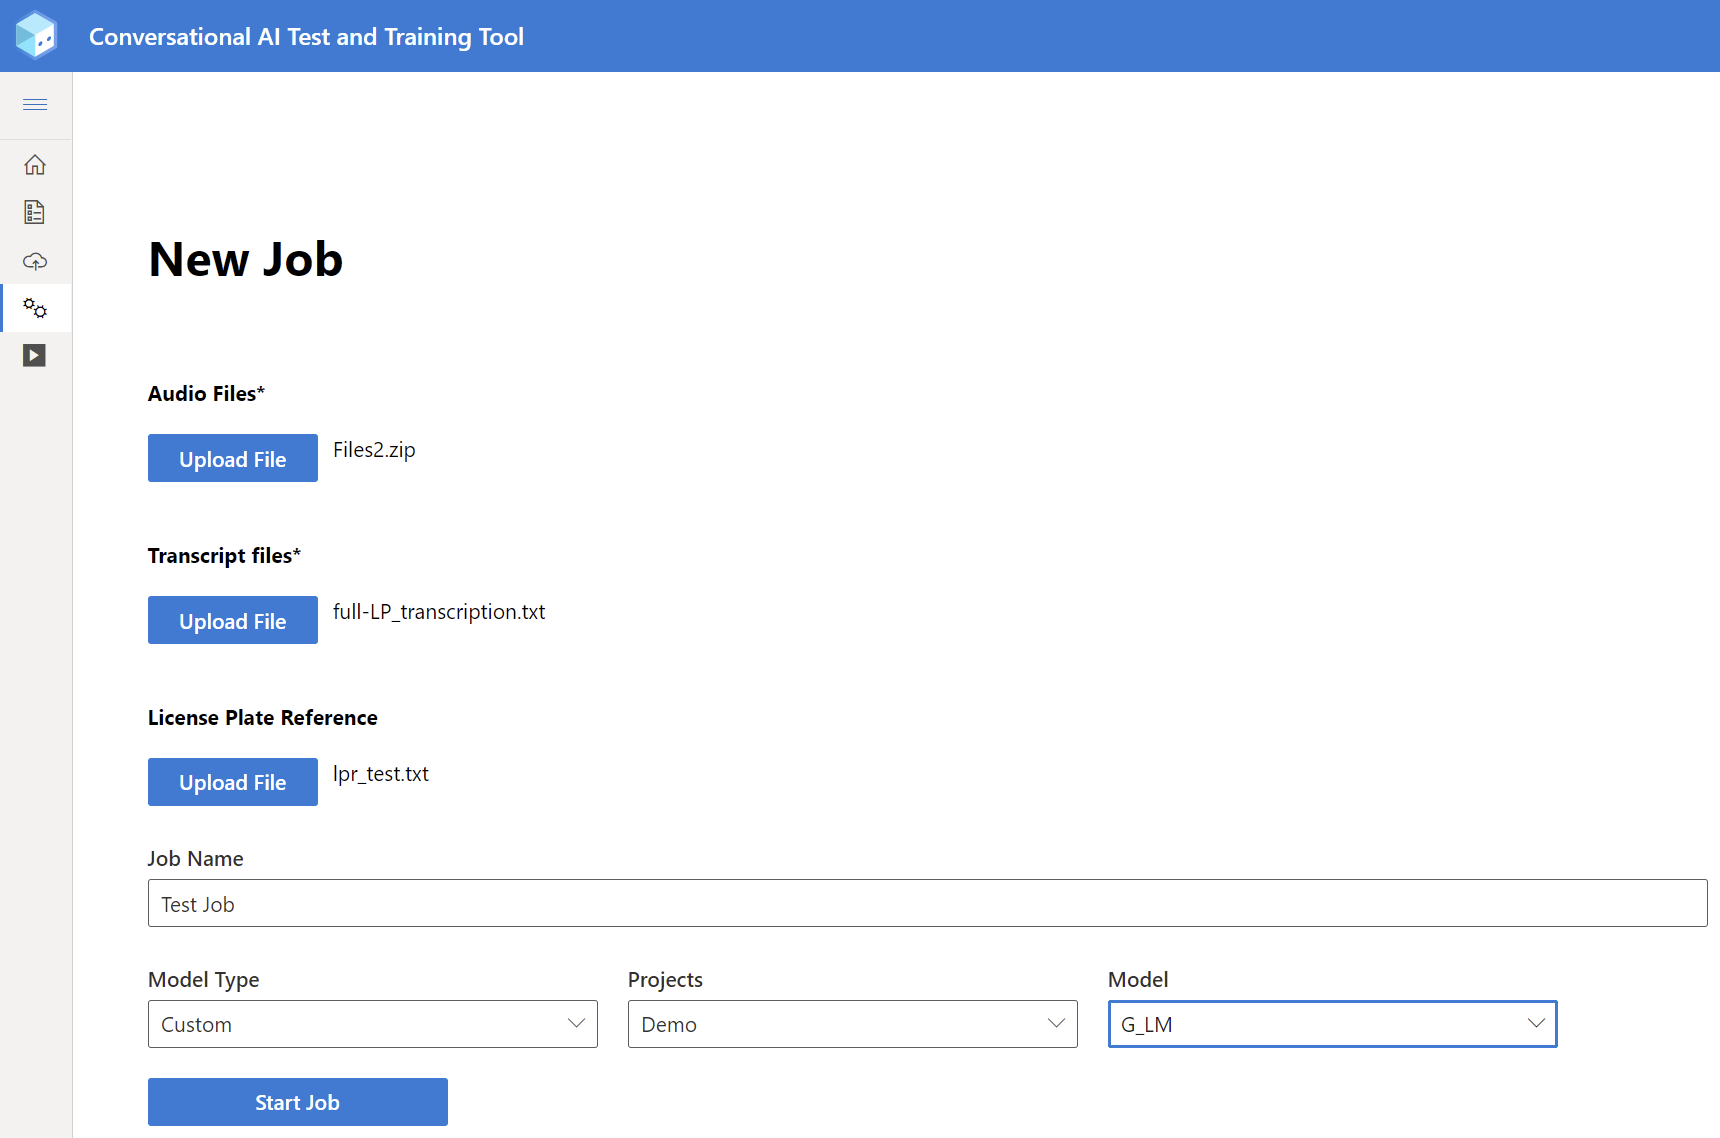 Conversational AI Test and Training Tool
New Job
Audio Files*
Upload File
Files2.zip
Transcript files*
Upload File
full-LP_transcription.txt
License Plate Reference
Upload File
lpr_test.txt
Job Name
Test Job
Model Type
Projects
Model
Custom
Demo
G_LM
Start Job